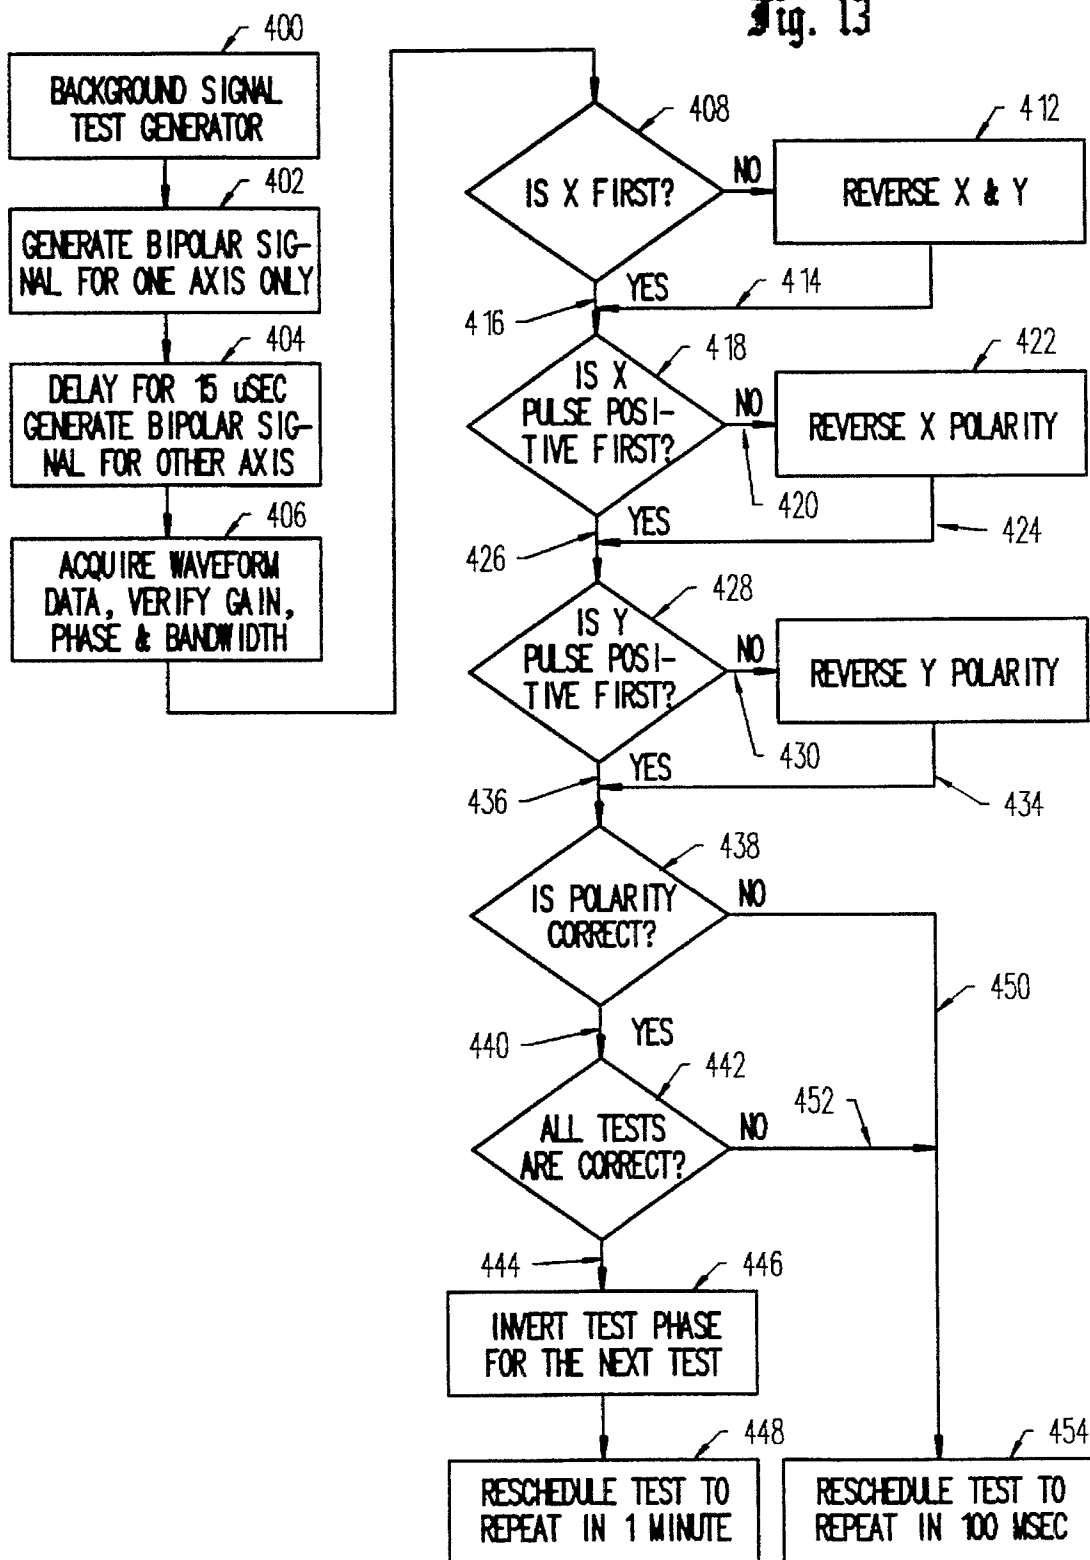 Fig. 13
400
BACKGROUND SIGNAL
TEST GENERATOR
402
GENERATE BIPOLAR SIG-
NAL FOR ONE AXIS ONLY
404
DELAY FOR 15 uSEC
GENERATE BIPOLAR SIG-
NAL FOR OTHER AXIS
406
ACQUIRE WAVEFORM
DATA, VERIFY GAIN,
PHASE & BANDWIDTH
408
IS X FIRST?
NO
412
REVERSE X & Y
YES
414
416
418
IS X
PULSE POSI-
TIVE FIRST?
NO
420
422
REVERSE X POLARITY
YES
424
426
428
IS Y
PULSE POSI-
TIVE FIRST?
NO
430
REVERSE Y POLARITY
YES
434
436
438
IS POLARITY
CORRECT?
NO
450
440
YES
442
ALL TESTS
ARE CORRECT?
NO
452
444
446
INVERT TEST PHASE
FOR THE NEXT TEST
448
RESCHEDULE TEST TO
REPEAT IN 1 MINUTE
454
RESCHEDULE TEST TO
REPEAT IN 100 MSEC